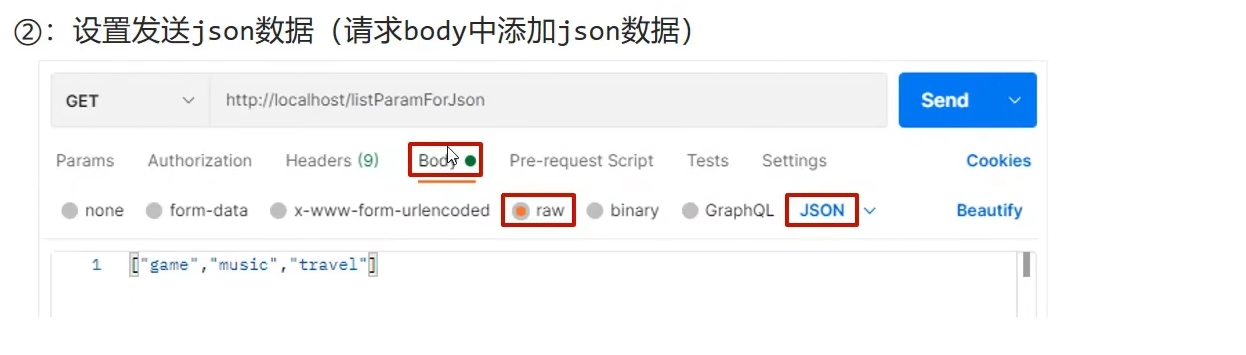 ②：设置发送json数据（请求body中添加json数据）
GET http://localhost/listParamForJson Send
Params Authorization Headers (9) Body Pre-request Script Tests Settings Cookies
none form-data x-www-form-urlencoded raw binary GraphQL JSON Beautify
1 ["game","music","travel"]